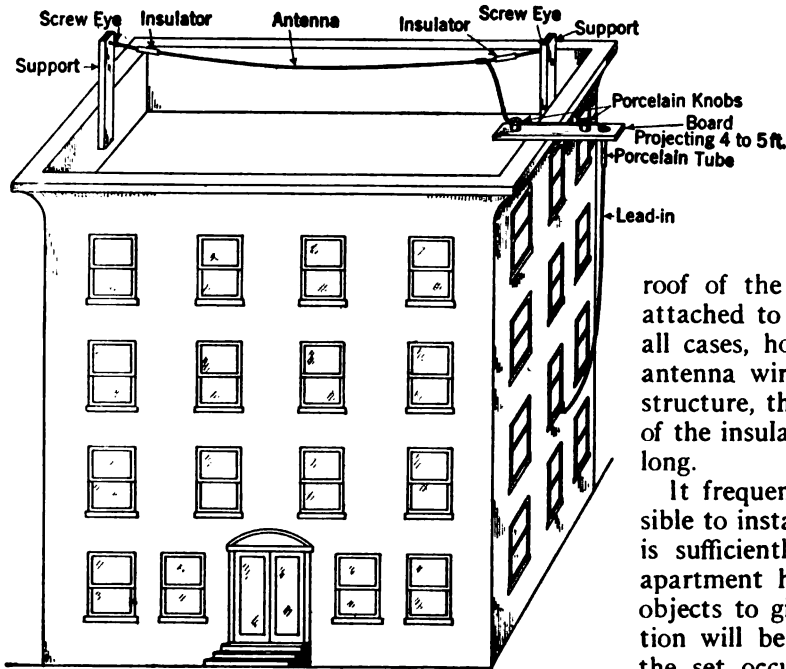 Screw Eye Insulator Antenna Insulator Screw Eye
Support
Support
Porcelain Knobs
Board
Projecting 4 to 5ft.
Porcelain Tube
Lead-in
roof of the
attached to
all cases, ho
antenna wir
structure, th
of the insula
long.
It frequen
sible to insta
is sufficientl
apartment h
objects to gi
tion will be
the set occu